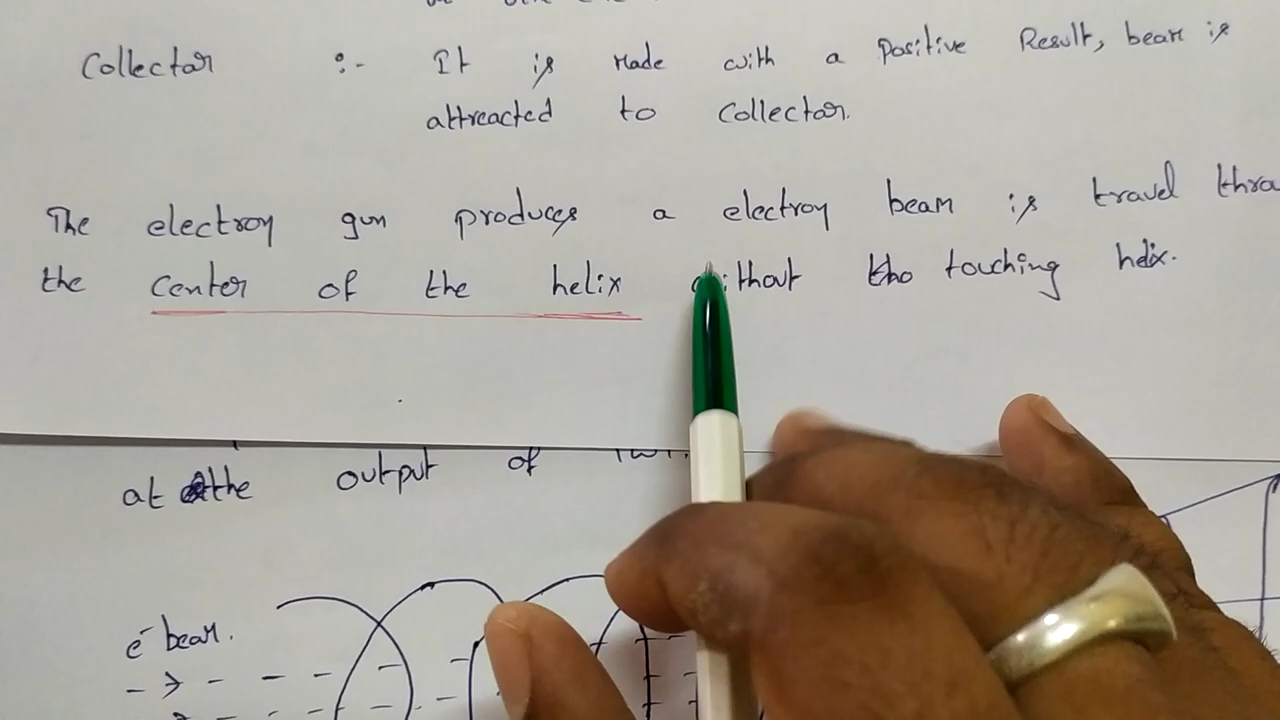 Collector :- It is Made with a Positive Result, beam is
attreacted to Collector.
The electron gun produces a electron beam is travel
the center of the helix without the touching helix.
at the output of
e⁻ beam.